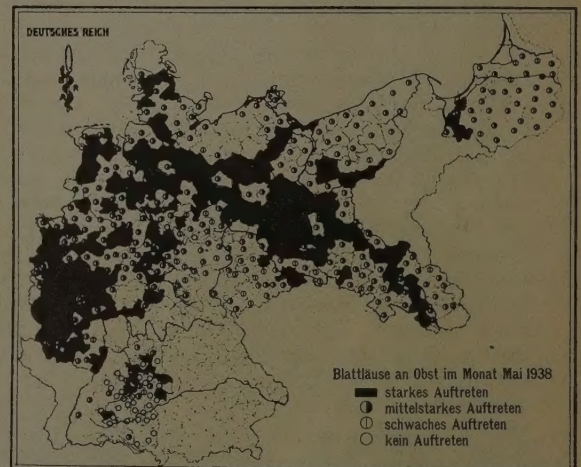 DEUTSCHES REICH
Blattläuse an Obst im Monat Mai 1938
starkes Auftreten
mittelstarkes Auftreten
schwaches Auftreten
kein Auftreten